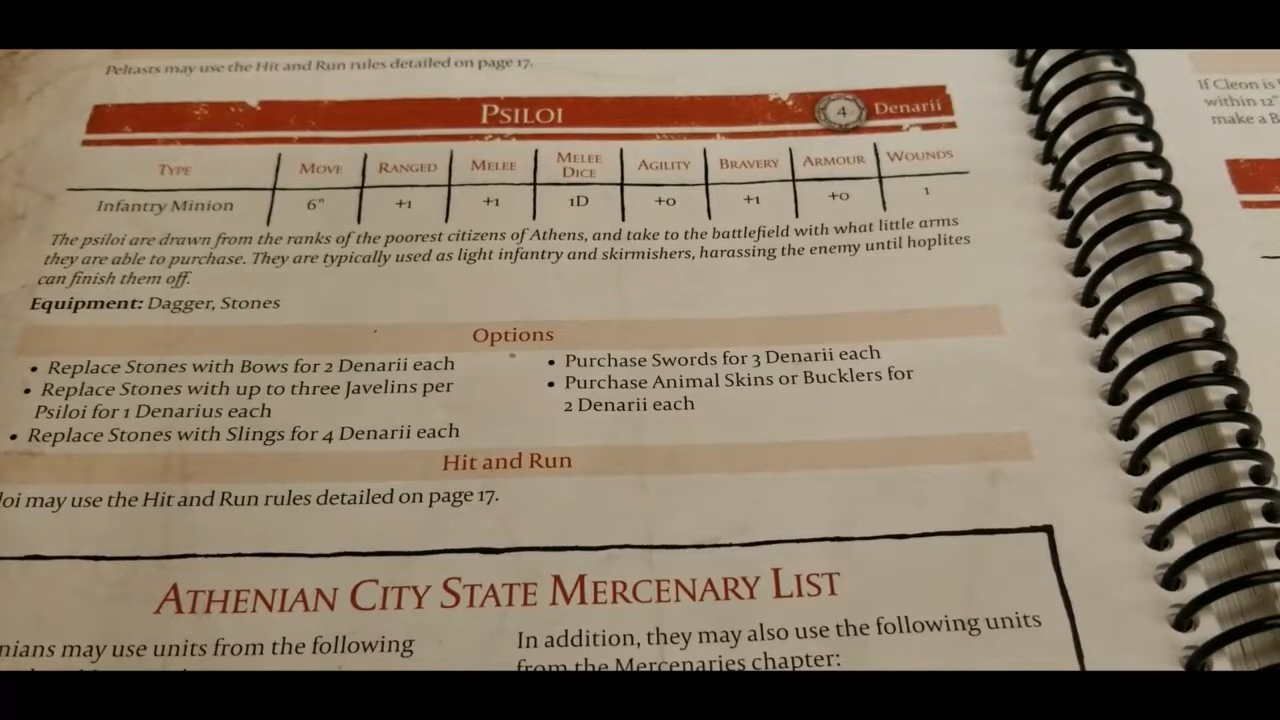 Peltasts may use the Hit and Run rules detailed on page 17.
PSILOI
4 Denarii
TYPE MOVE RANGED MELEE MELEE DICE AGILITY BRAVERY ARMOUR WOUNDS
Infantry Minion 6" +1 +1 1D +0 +1 +0 1
The psiloi are drawn from the ranks of the poorest citizens of Athens, and take to the battlefield with what little arms
they are able to purchase. They are typically used as light infantry and skirmishers, harassing the enemy until hoplites
can finish them off.
Equipment: Dagger, Stones
Options
• Replace Stones with Bows for 2 Denarii each
• Replace Stones with up to three Javelins per
Psiloi for 1 Denarius each
• Replace Stones with Slings for 4 Denarii each
• Purchase Swords for 3 Denarii each
• Purchase Animal Skins or Bucklers for
2 Denarii each
Hit and Run
loi may use the Hit and Run rules detailed on page 17.
ATHENIAN CITY STATE MERCENARY LIST
nians may use units from the following
In addition, they may also use the following units
from the Mercenaries chapter:
If Cleon is
within 12"
make a B